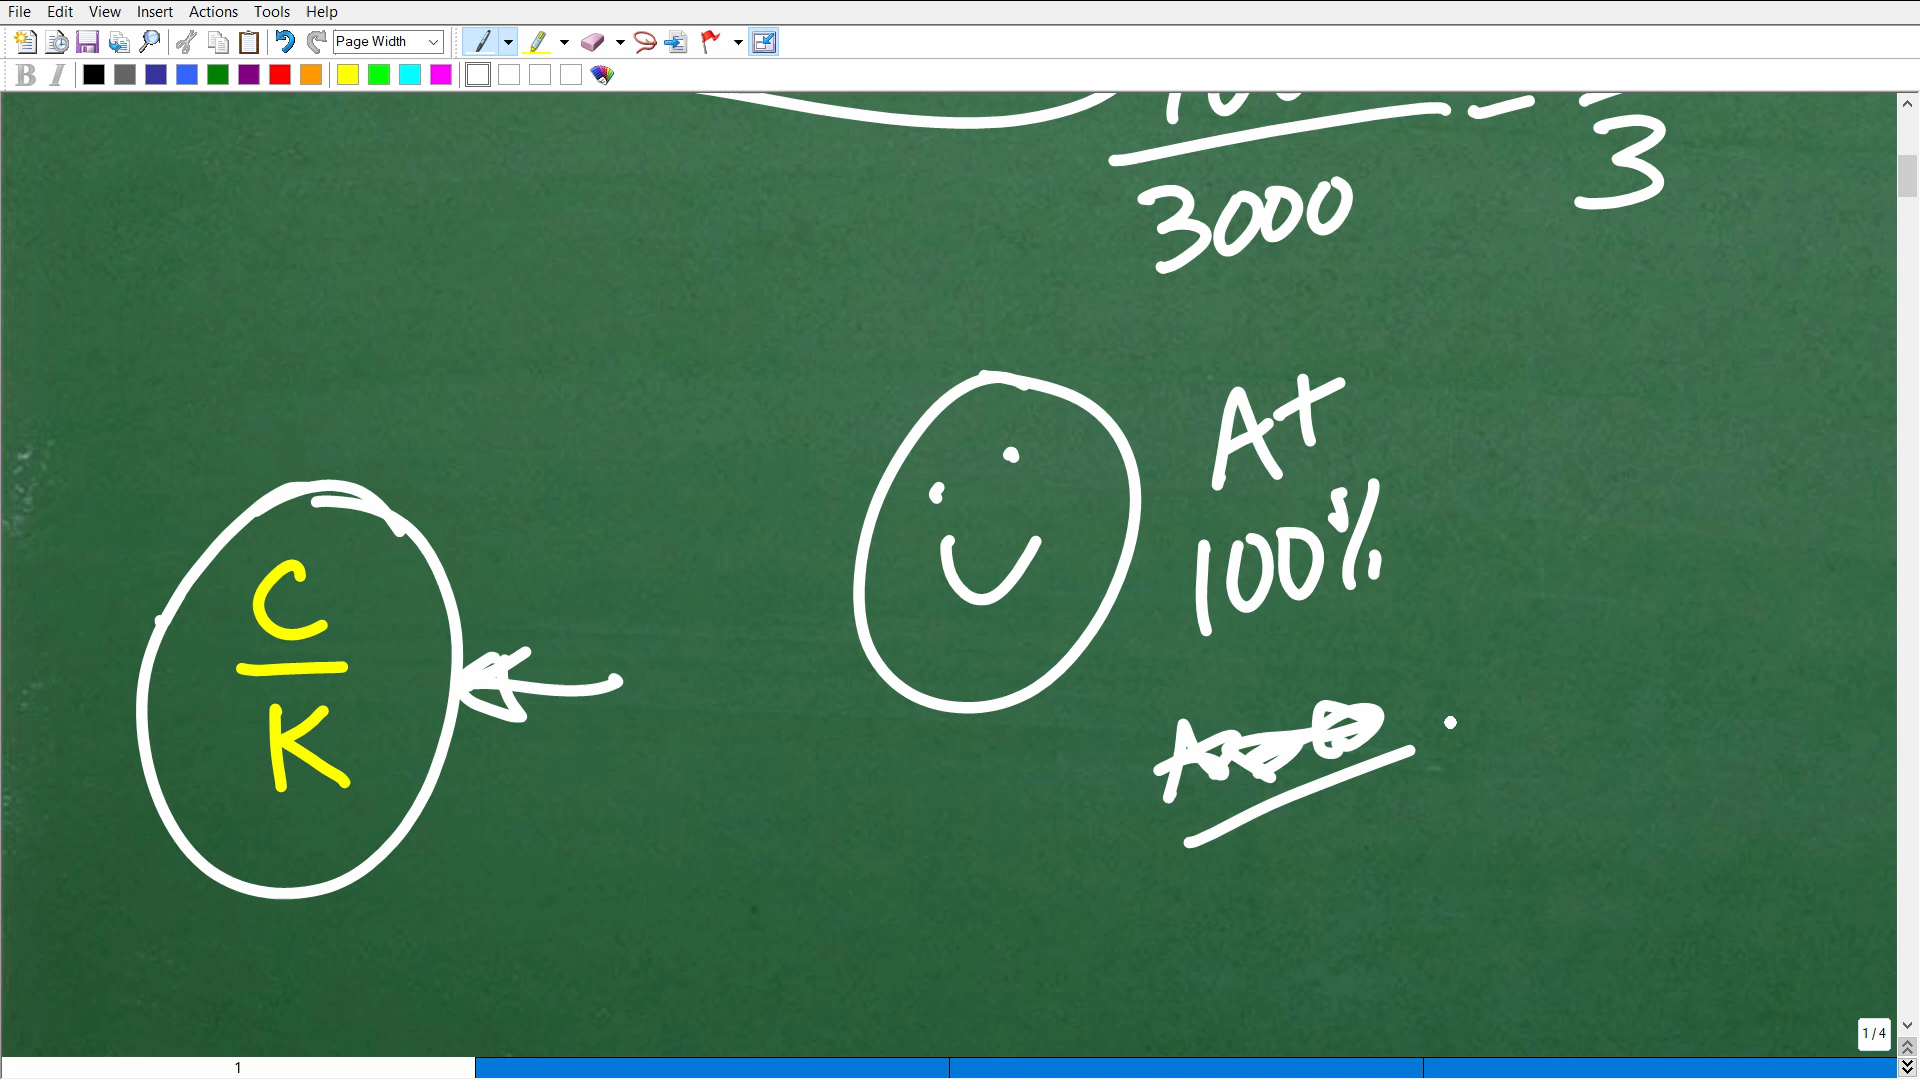 File Edit View Insert Actions Tools Help
Page Width
B I
3000
3
A+
100%
C
K
1 / 4
1